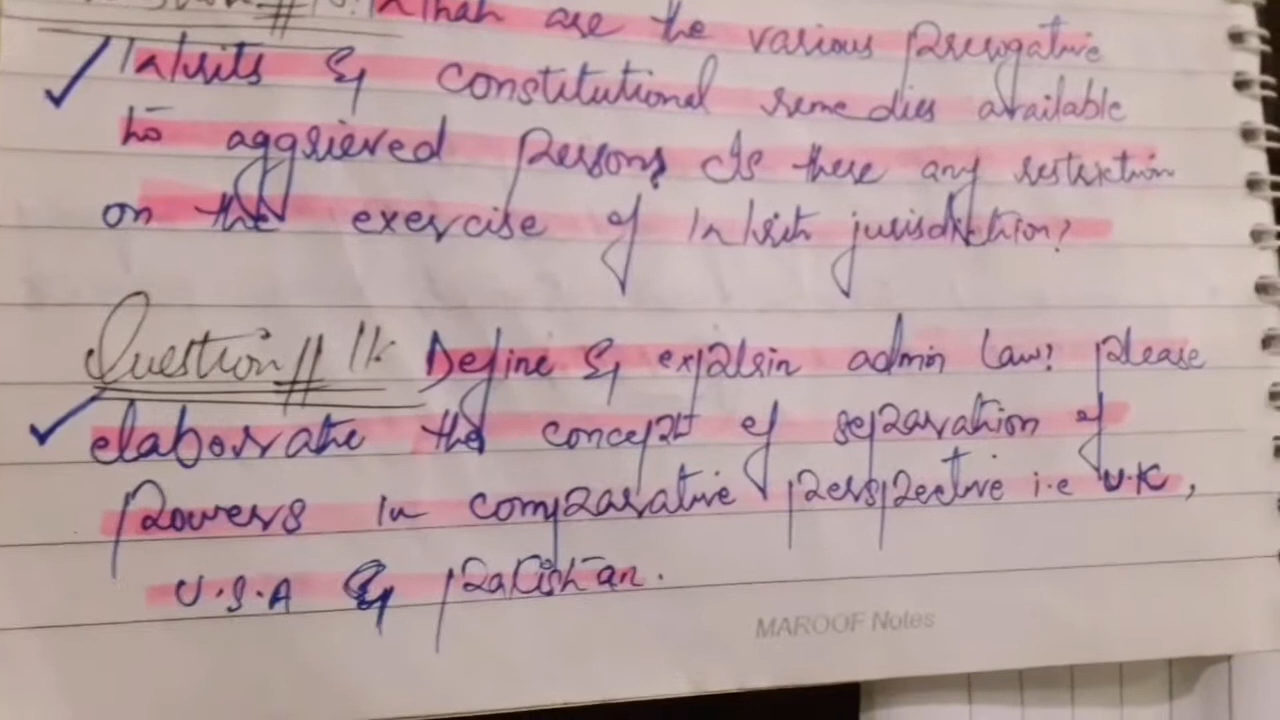 Question # 10: What are the various prerogative
Writs & constitutional remedies available
to aggrieved persons Is there any restriction
on the exercise of Writ jurisdiction?
Question # 11: Define & explain admin law? please
elaborate the concept of separation of
powers in comparative perspective i.e U.K,
U.S.A & pakistan.
MAROOF Notes